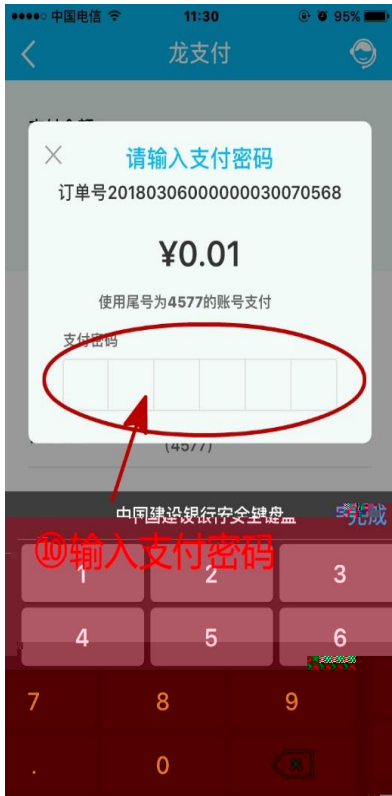 中国电信 11:30 95%
龙支付
请输入支付密码
订单号20180306000000030070568
¥0.01
使用尾号为4577的账号支付
支付密码
(4577)
中国建设银行安全键盘 完成
⑩输入支付密码
1 2 3
4 5 6
7 8 9
. 0